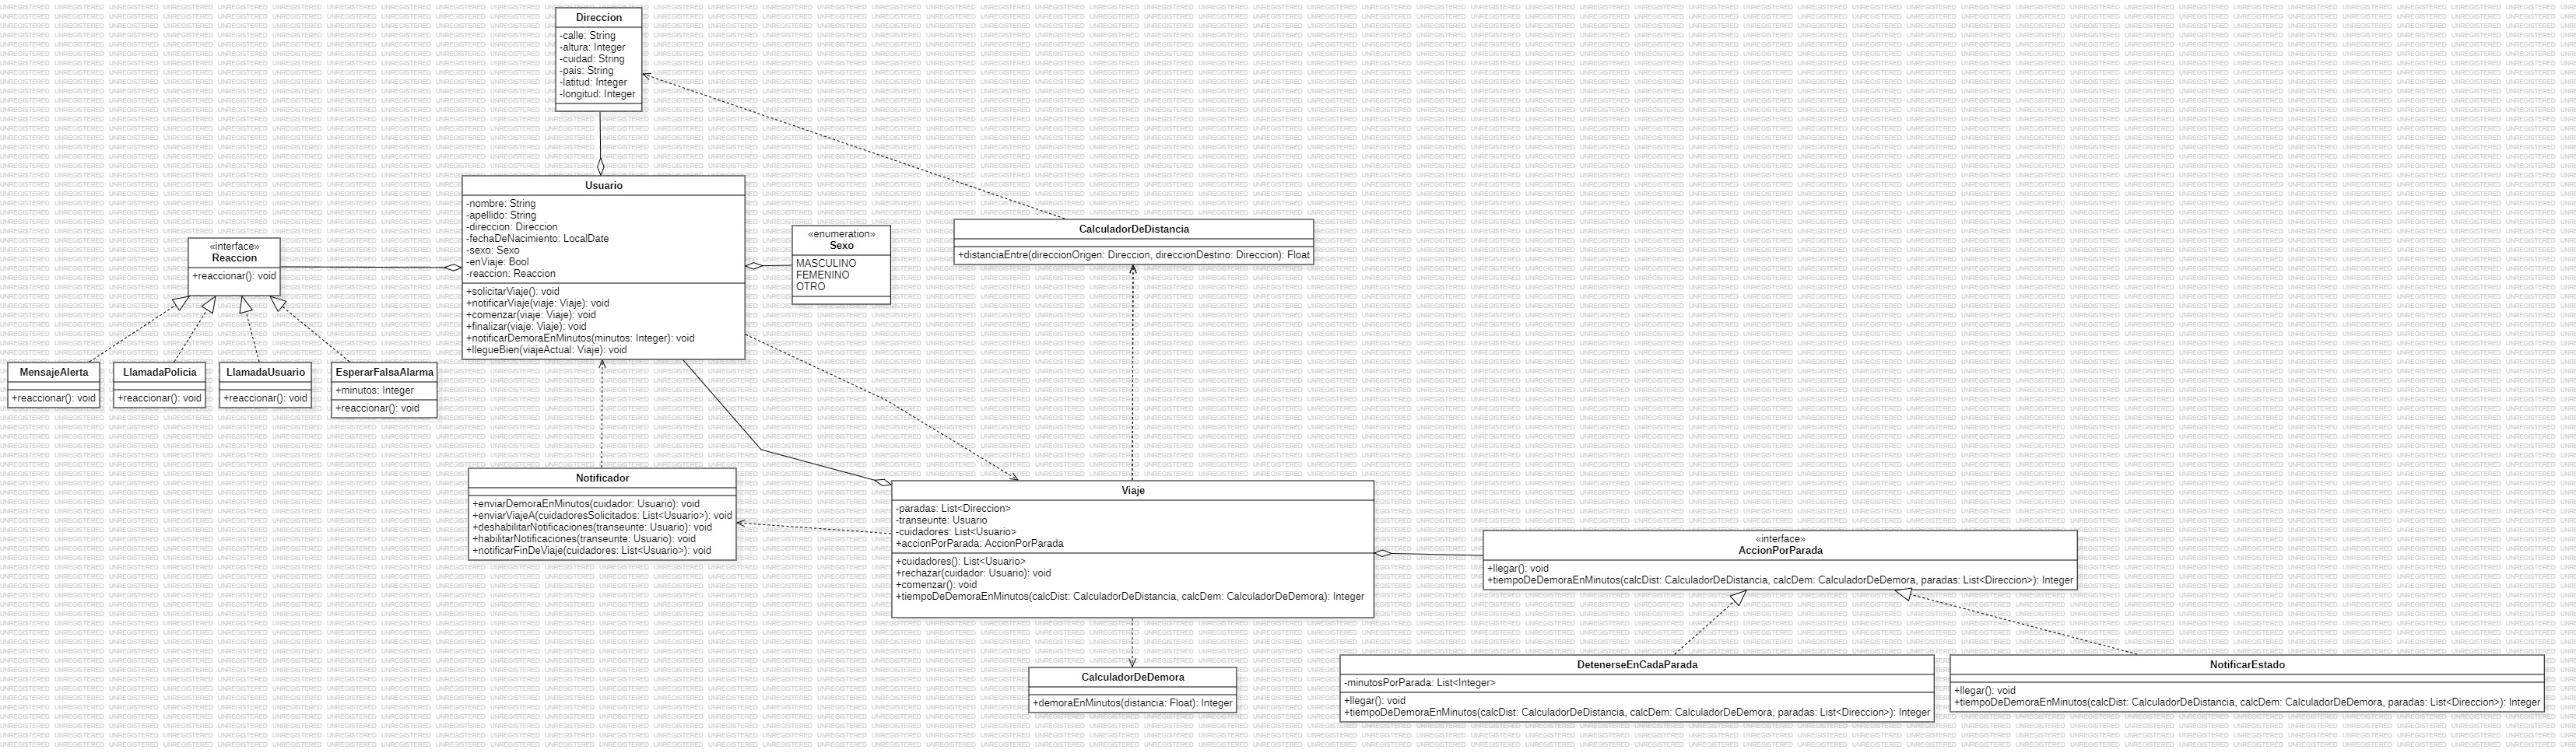 Direccion
-calle: String
-altura: Integer
-cuidad: String
-pais: String
-latitud: Integer
-longitud: Integer
Usuario
-nombre: String
-apellido: String
-direccion: Direccion
-fechaDeNacimiento: LocalDate
-sexo: Sexo
-enViaje: Bool
-reaccion: Reaccion
+solicitarViaje(): void
+notificarViaje(viaje: Viaje): void
+comenzar(viaje: Viaje): void
+finalizar(viaje: Viaje): void
+notificarDemoraEnMinutos(minutos: Integer): void
+llegueBien(viajeActual: Viaje): void
«enumeration»
Sexo
MASCULINO
FEMENINO
OTRO
CalculadorDeDistancia
+distanciaEntre(direccionOrigen: Direccion, direccionDestino: Direccion): Float
«interface»
Reaccion
+reaccionar(): void
MensajeAlerta
+reaccionar(): void
LlamadaPolicia
+reaccionar(): void
LlamadaUsuario
+reaccionar(): void
EsperarFalsaAlarma
+minutos: Integer
+reaccionar(): void
Notificador
+enviarDemoraEnMinutos(cuidador: Usuario): void
+enviarViajeA(cuidadoresSolicitados: List<Usuario>): void
+deshabilitarNotificaciones(transeunte: Usuario): void
+habilitarNotificaciones(transeunte: Usuario): void
+notificarFinDeViaje(cuidadores: List<Usuario>): void
Viaje
-paradas: List<Direccion>
-transeunte: Usuario
-cuidadores: List<Usuario>
+accionPorParada: AccionPorParada
+cuidadores(): List<Usuario>
+rechazar(cuidador: Usuario): void
+comenzar(): void
+tiempoDeDemoraEnMinutos(calcDist: CalculadorDeDistancia, calcDem: CalculadorDeDemora): Integer
«interface»
AccionPorParada
+llegar(): void
+tiempoDeDemoraEnMinutos(calcDist: CalculadorDeDistancia, calcDem: CalculadorDeDemora, paradas: List<Direccion>): Integer
CalculadorDeDemora
+demoraEnMinutos(distancia: Float): Integer
DetenerseEnCadaParada
-minutosPorParada: List<Integer>
+llegar(): void
+tiempoDeDemoraEnMinutos(calcDist: CalculadorDeDistancia, calcDem: CalculadorDeDemora, paradas: List<Direccion>): Integer
NotificarEstado
+llegar(): void
+tiempoDeDemoraEnMinutos(calcDist: CalculadorDeDistancia, calcDem: CalculadorDeDemora, paradas: List<Direccion>): Integer
UNREGISTERED